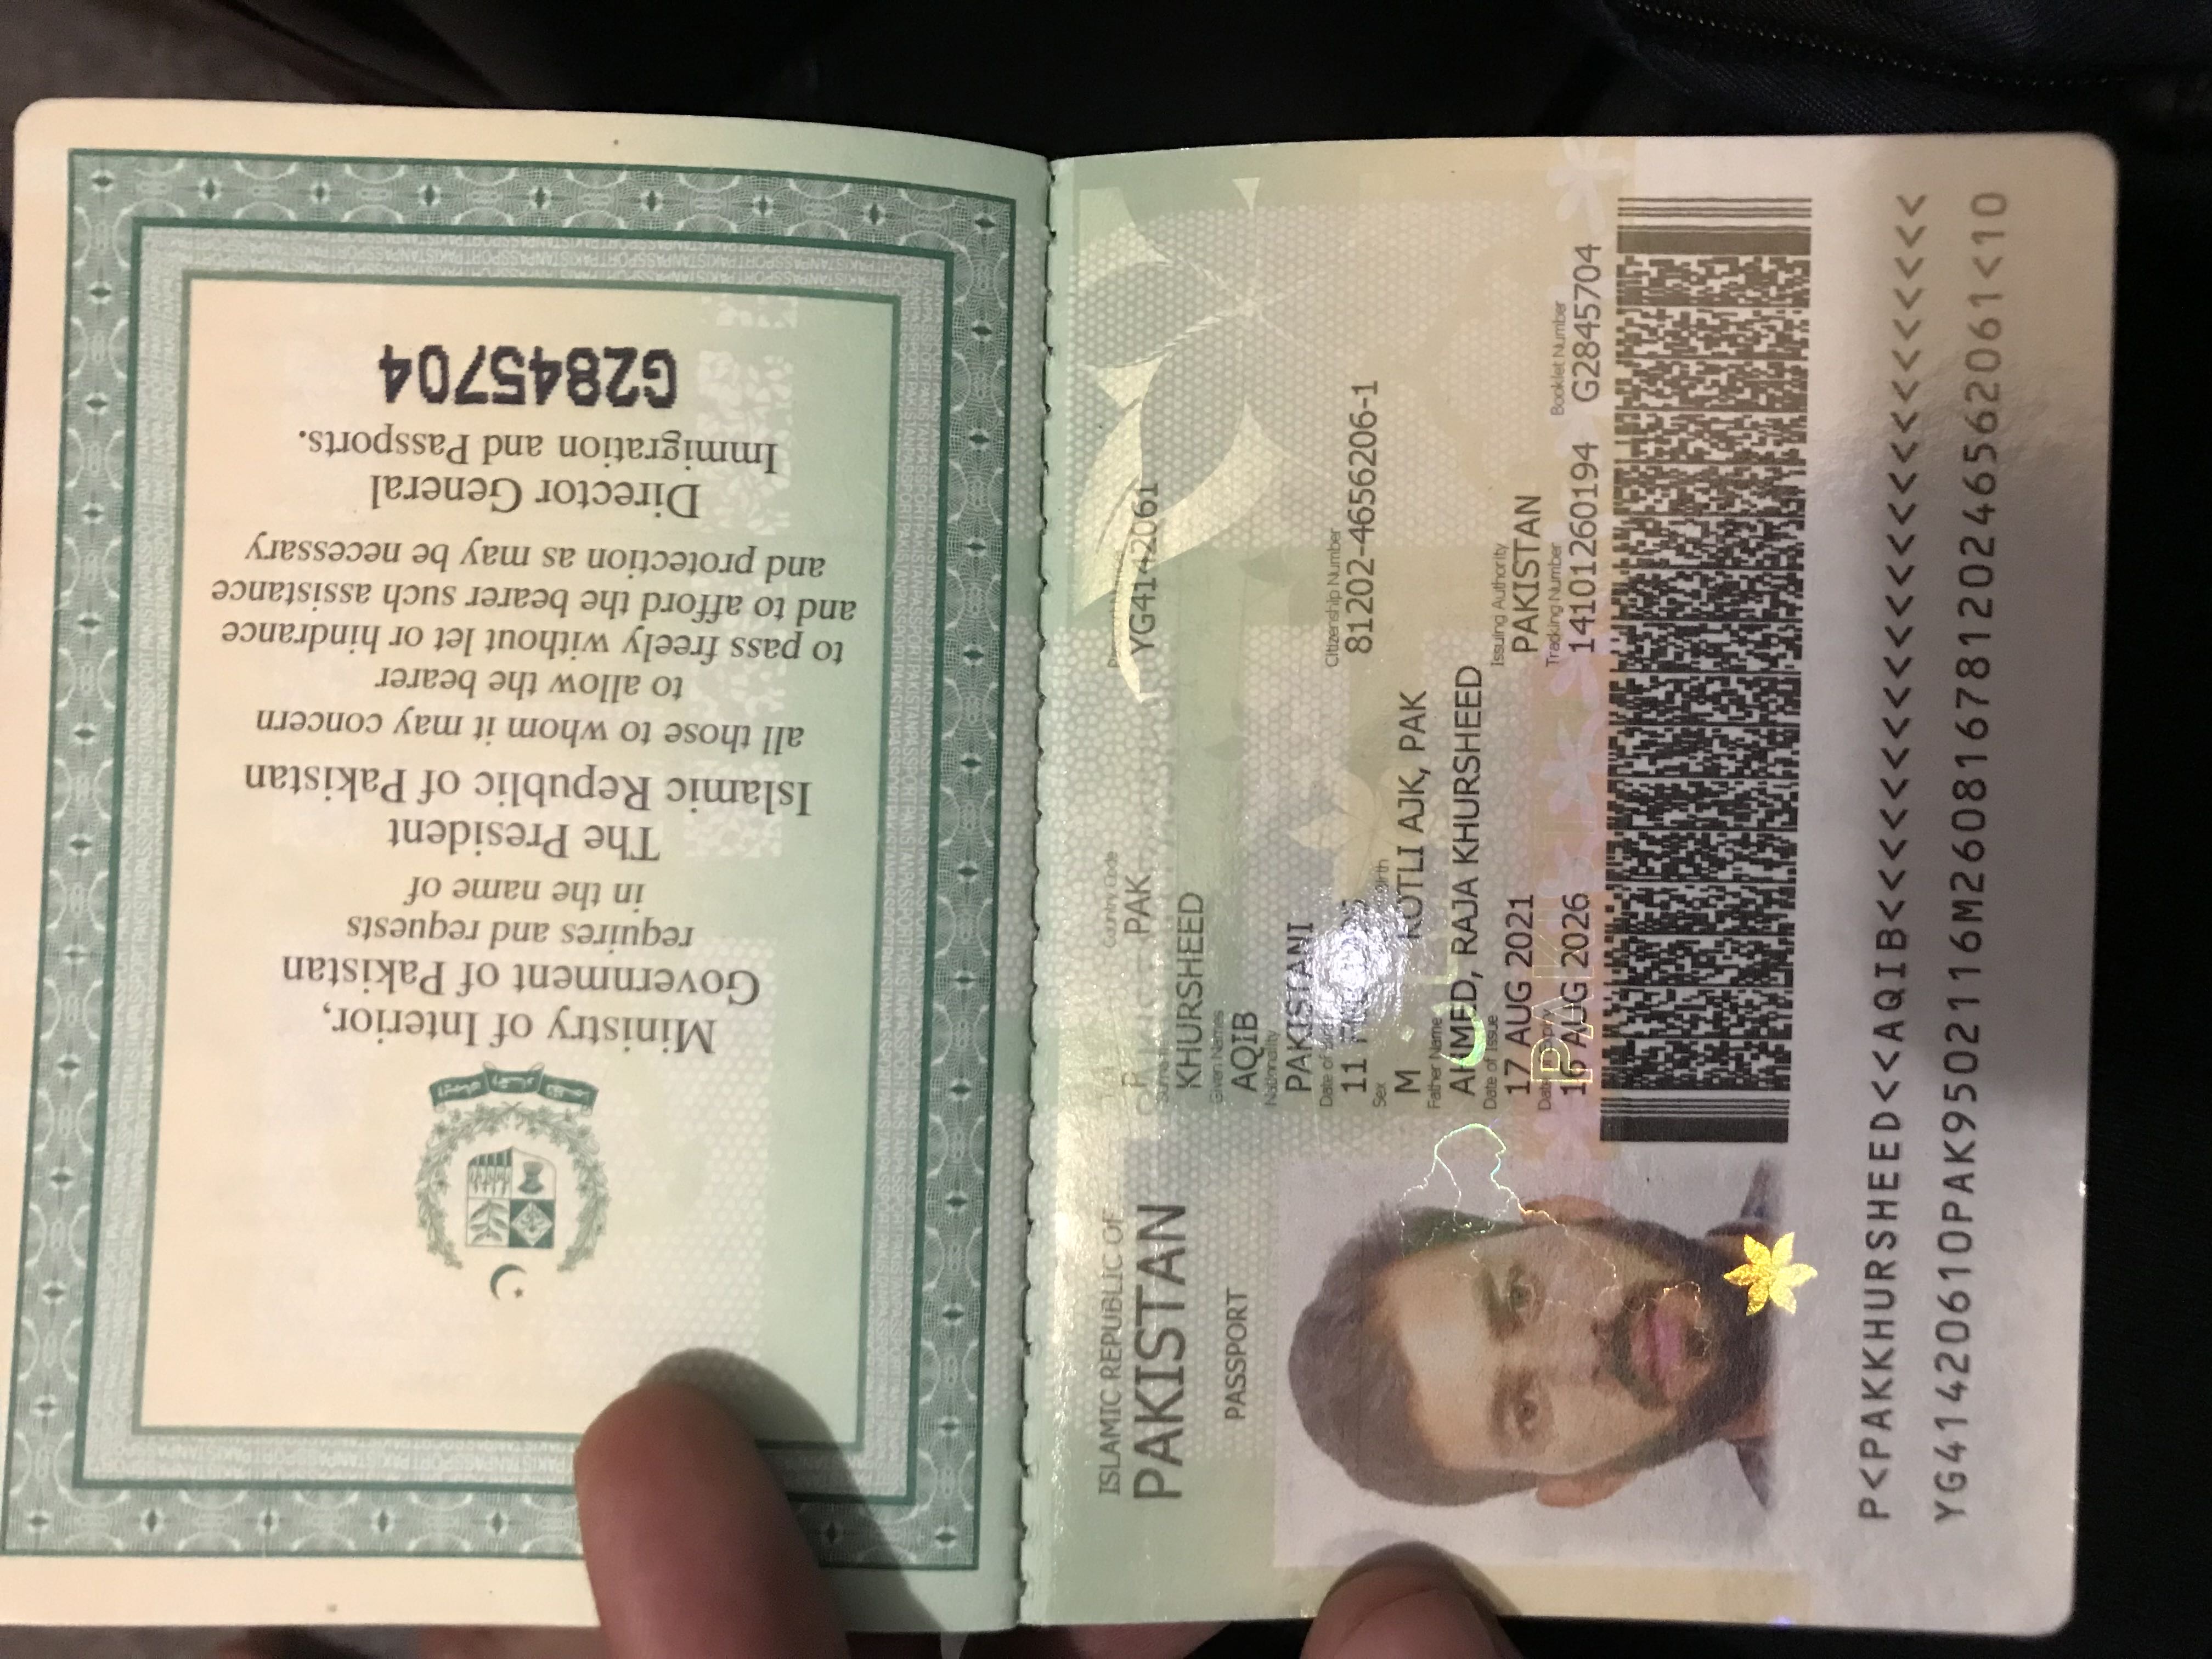 Ministry of Interior,
Government of Pakistan
requires and requests
in the name of
The President
Islamic Republic of Pakistan
all those to whom it may concern
to allow the bearer
to pass freely without let or hindrance
and to afford the bearer such assistance
and protection as may be necessary
Director General
Immigration and Passports.
G2845704
ISLAMIC REPUBLIC OF
PAKISTAN
PASSPORT
Type Country Code Passport Number
P PAK YG4142061
Surname
KHURSHEED
Given Names
AQIB
Nationality
PAKISTANI
Date of Birth Citizenship Number
11 81202-4656206-1
Sex Birth
M KOTLI AJK, PAK
Father Name
AHMED, RAJA KHURSHEED
Date of Issue Issuing Authority
17 AUG 2021 PAKISTAN
Date of Expiry Tracking Number Booklet Number
16 AUG 2026 14101260194 G2845704
P<PAKKHURSHEED<<AQIB<<<<<<<<<<<<<<<<<<<<<<<<
YG41420610PAK9502116M26081678120246562061<10